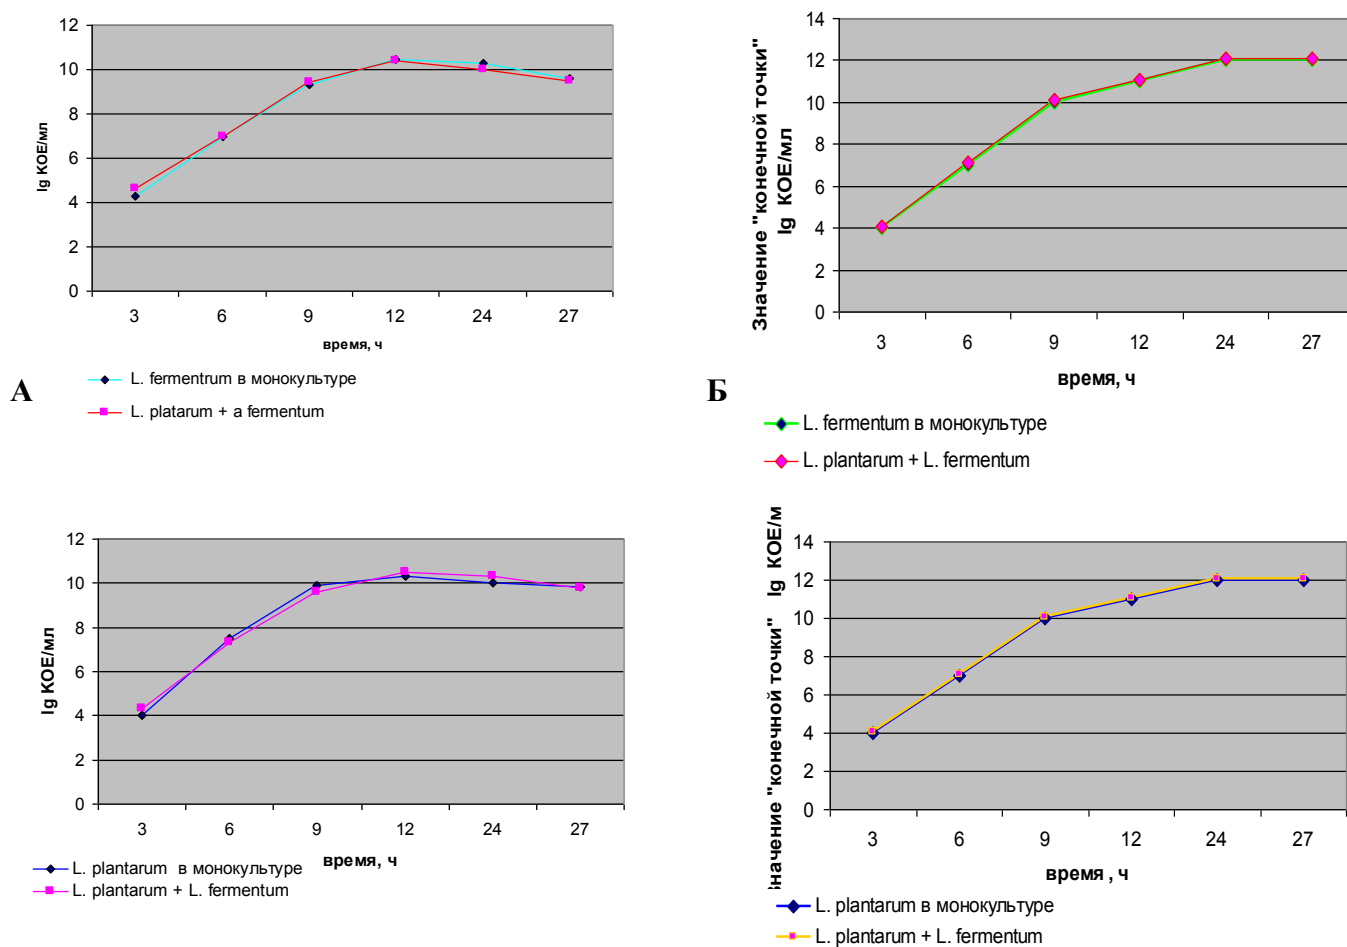 12
10
8
6
4
2
0
lg КОЕ/мл
3 6 9 12 24 27
время, ч
L. fermentrum в монокультуре
L. platarum + a fermentum
А
14
12
10
8
6
4
2
0
Значение "конечной точки"
lg КОЕ/мл
3 6 9 12 24 27
время, ч
L. fermentum в монокультуре
L. plantarum + L. fermentum
Б
12
10
8
6
4
2
0
lg КОЕ/мл
3 6 9 12 24 27
время, ч
L. plantarum в монокультуре
L. plantarum + L. fermentum
14
12
10
8
6
4
2
0
Значение "конечной точки" lg КОЕ/м
3 6 9 12 24 27
время , ч
L. plantarum в монокультуре
L. plantarum + L. fermentum